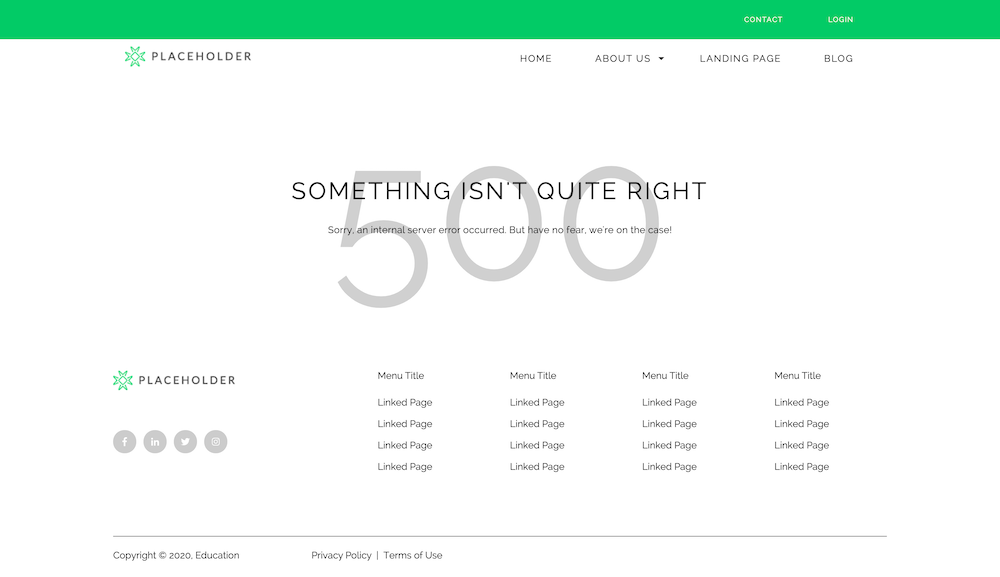 CONTACT LOGIN
PLACEHOLDER HOME ABOUT US LANDING PAGE BLOG
500
SOMETHING ISN'T QUITE RIGHT
Sorry, an internal server error occurred. But have no fear, we're on the case!
PLACEHOLDER
Menu Title Menu Title Menu Title Menu Title
Linked Page Linked Page Linked Page Linked Page
Linked Page Linked Page Linked Page Linked Page
Linked Page Linked Page Linked Page Linked Page
Linked Page Linked Page Linked Page Linked Page
Copyright © 2020, Education Privacy Policy | Terms of Use